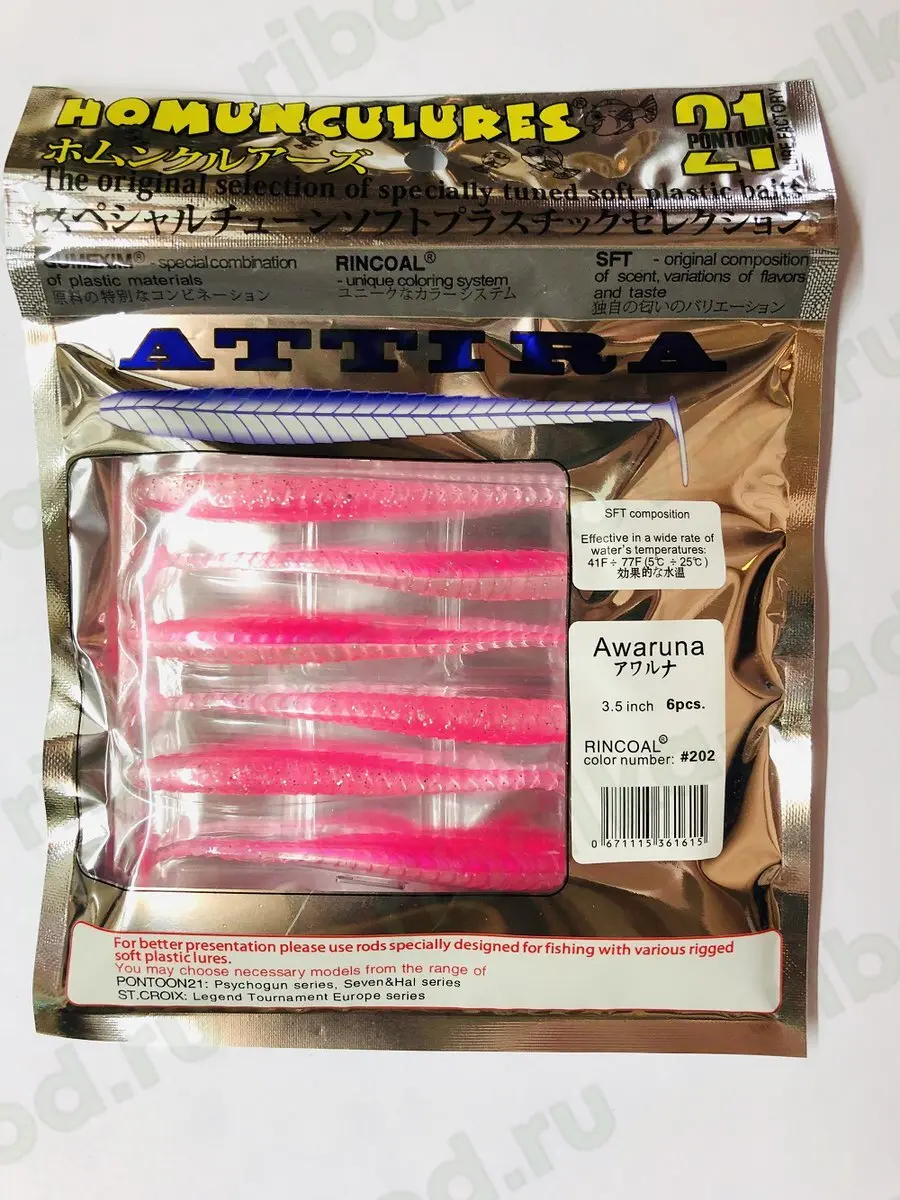 HOMUNCULURES®
ホムンクルアーズ
21
PONTOON
LURE FACTORY
The original selection of specially tuned soft plastic baits
スペシャルチューンソフトプラスチックセレクション
GUMEXIM® - special combination
of plastic materials
原料の特別なコンビネーション
RINCOAL®
- unique coloring system
ユニークなカラーシステム
SFT - original composition
of scent, variations of flavors
and taste
独自の匂いのバリエーション
ATTIRA
SFT composition
Effective in a wide rate of
water's temperatures:
41F ÷ 77F (5℃ ÷ 25℃)
効果的な水温
Awaruna
アワルナ
3.5 inch 6pcs.
RINCOAL®
color number: #202
0 671115 361615
For better presentation please use rods specially designed for fishing with various rigged
soft plastic lures.
You may choose necessary models from the range of
PONTOON21: Psychogun series, Seven&Hal series
ST.CROIX: Legend Tournament Europe series